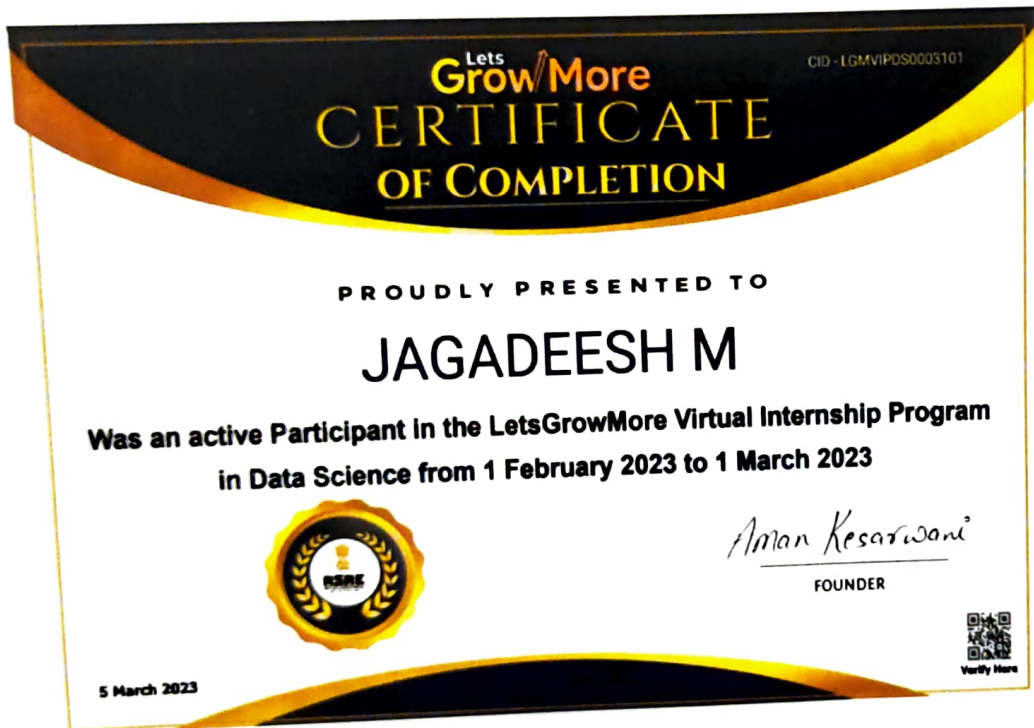 Lets
GrowMore
CID - LGMVIPDS0003101
CERTIFICATE
OF COMPLETION
PROUDLY PRESENTED TO
JAGADEESH M
Was an active Participant in the LetsGrowMore Virtual Internship Program
in Data Science from 1 February 2023 to 1 March 2023
Aman Kesarwani
FOUNDER
5 March 2023
Verify Here